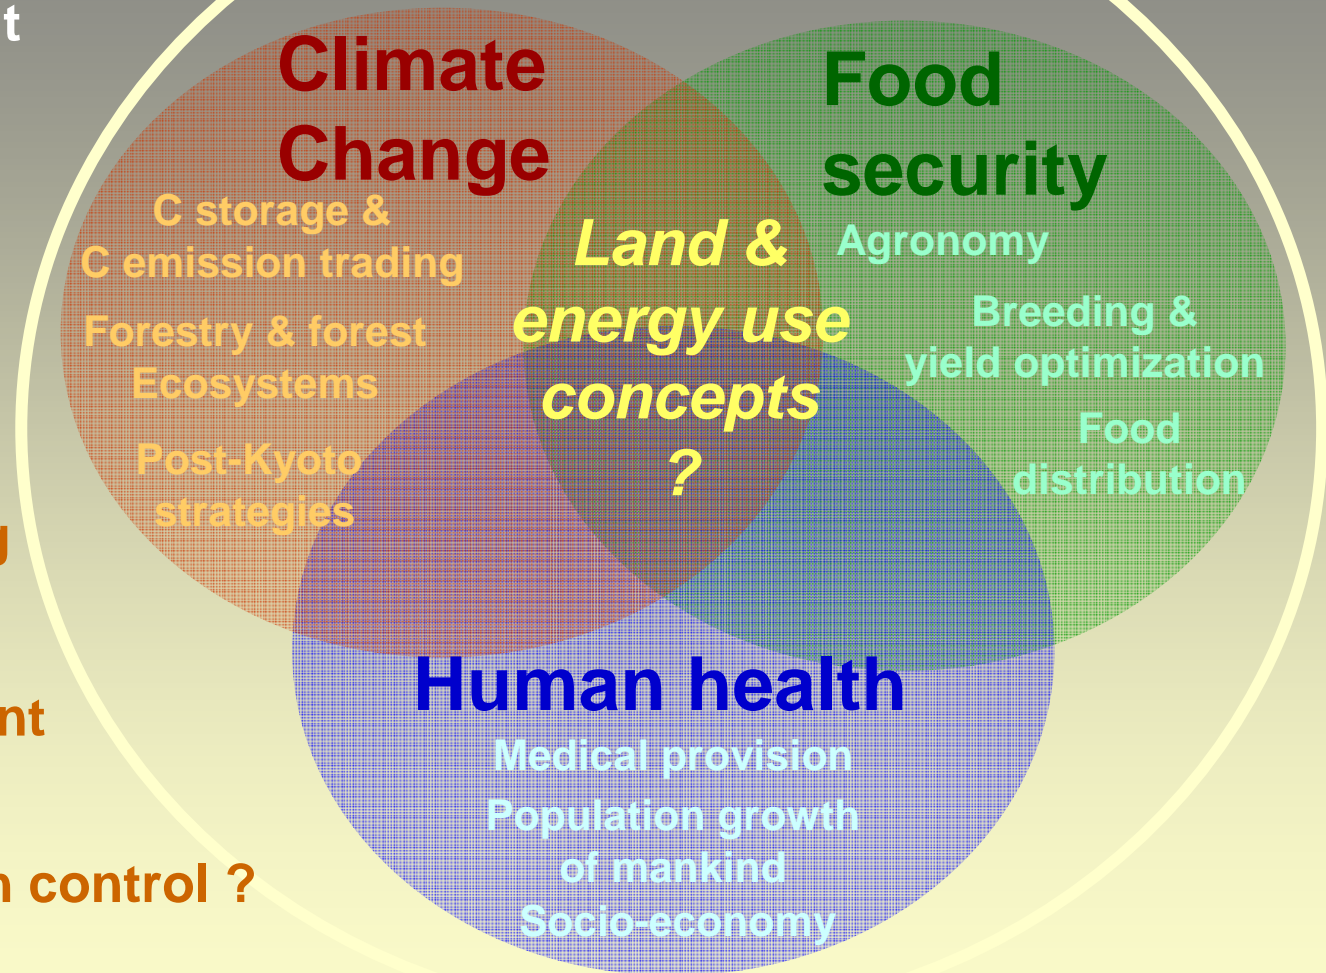 t
Climate
Change
C storage &
C emission trading
Forestry & forest
Ecosystems
Post-Kyoto
strategies
Food
security
Agronomy
Breeding &
yield optimization
Food
distribution
Land &
energy use
concepts
?
Human health
Medical provision
Population growth
of mankind
Socio-economy
g
nt
n control ?